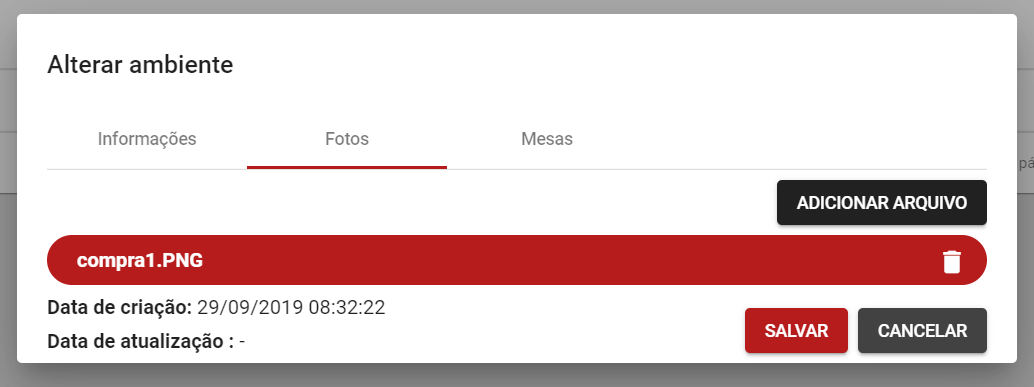 Alterar ambiente
Informações Fotos Mesas
pá
ADICIONAR ARQUIVO
compra1.PNG
Data de criação: 29/09/2019 08:32:22
Data de atualização : -
SALVAR CANCELAR